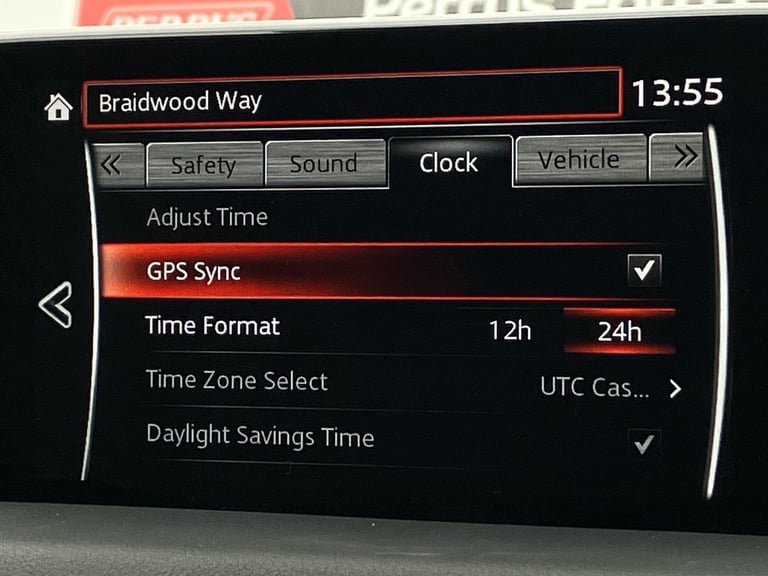 PERRYS
Braidwood Way 13:55
« Safety Sound Clock Vehicle »
Adjust Time
GPS Sync
Time Format 12h 24h
Time Zone Select UTC Cas... >
Daylight Savings Time